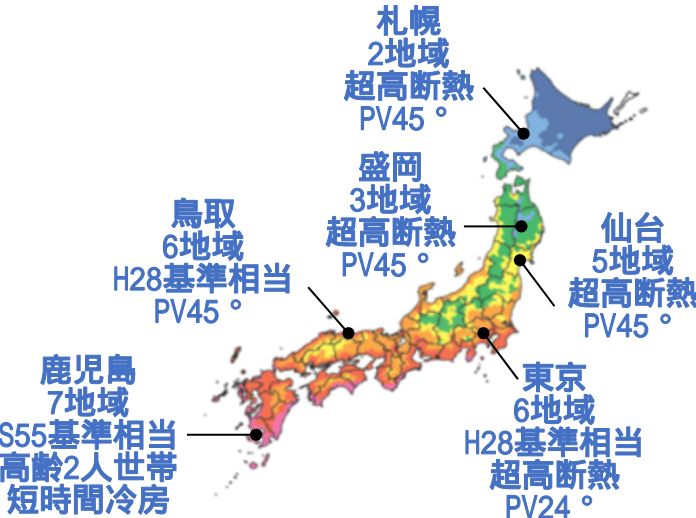 札幌
2地域
超高断熱
PV45°
盛岡
3地域
超高断熱
PV45°
鳥取
6地域
H28基準相当
PV45°
仙台
5地域
超高断熱
PV45°
鹿児島
7地域
S55基準相当
高齢2人世帯
短時間冷房
東京
6地域
H28基準相当
超高断熱
PV24°